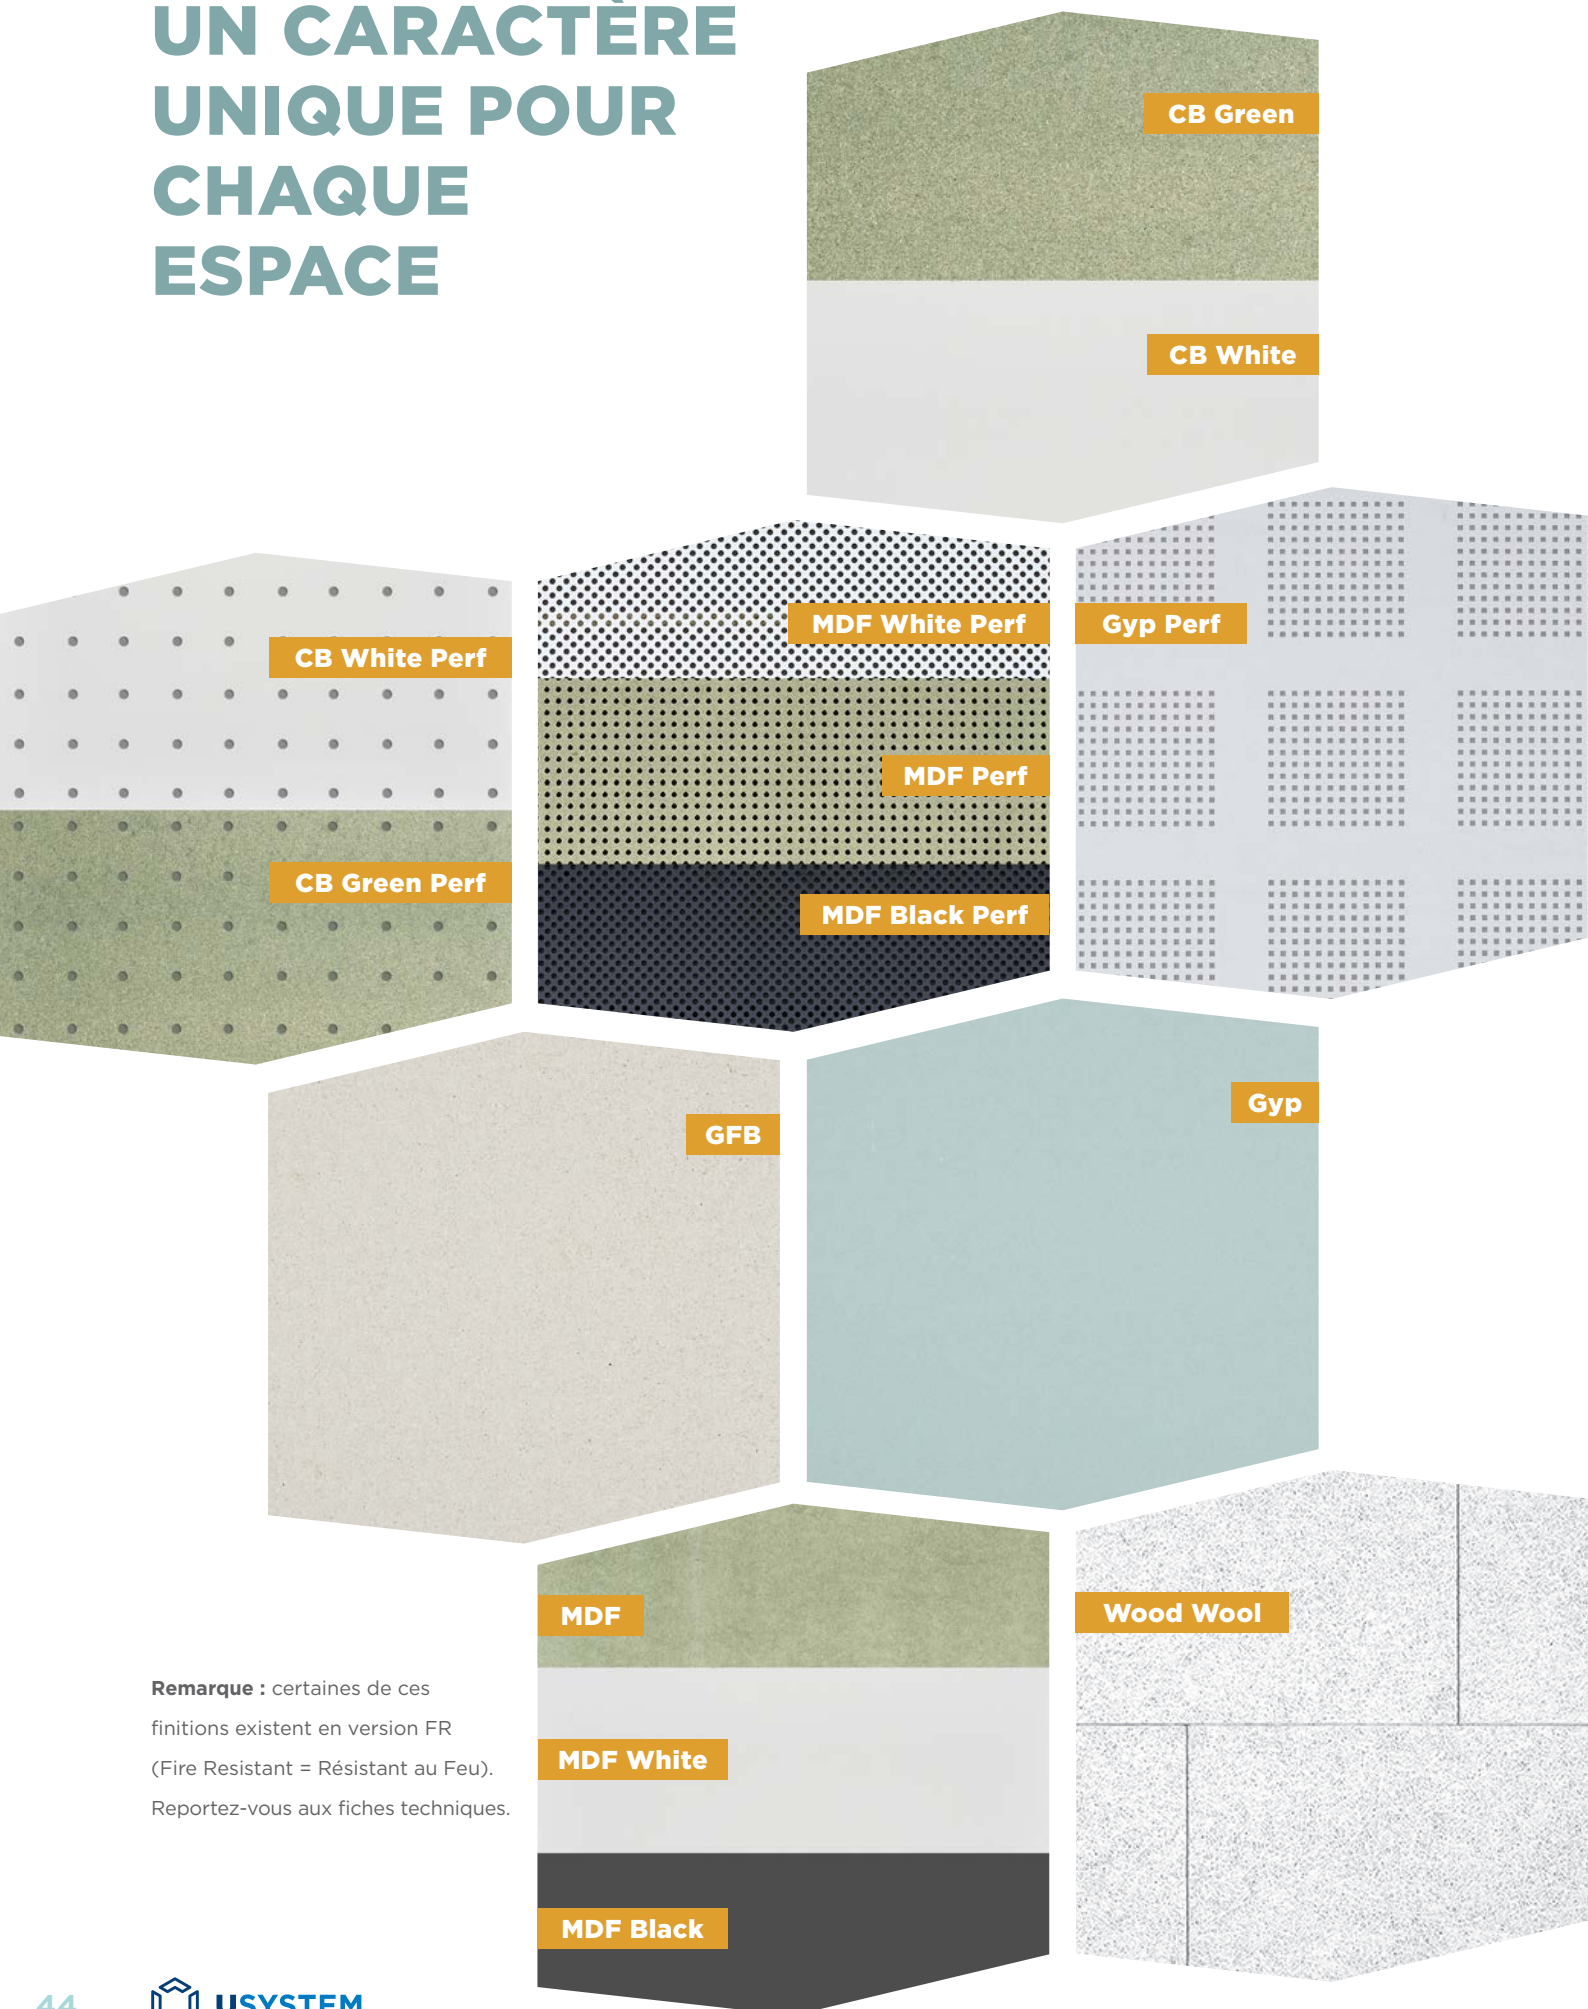 UN CARACTÈRE
UNIQUE POUR
CHAQUE
ESPACE
CB Green
CB White
CB White Perf
CB Green Perf
MDF White Perf
MDF Perf
MDF Black Perf
Gyp Perf
GFB
Gyp
MDF
MDF White
MDF Black
Wood Wool
Remarque : certaines de ces
finitions existent en version FR
(Fire Resistant = Résistant au Feu).
Reportez-vous aux fiches techniques.
44
USYSTEM